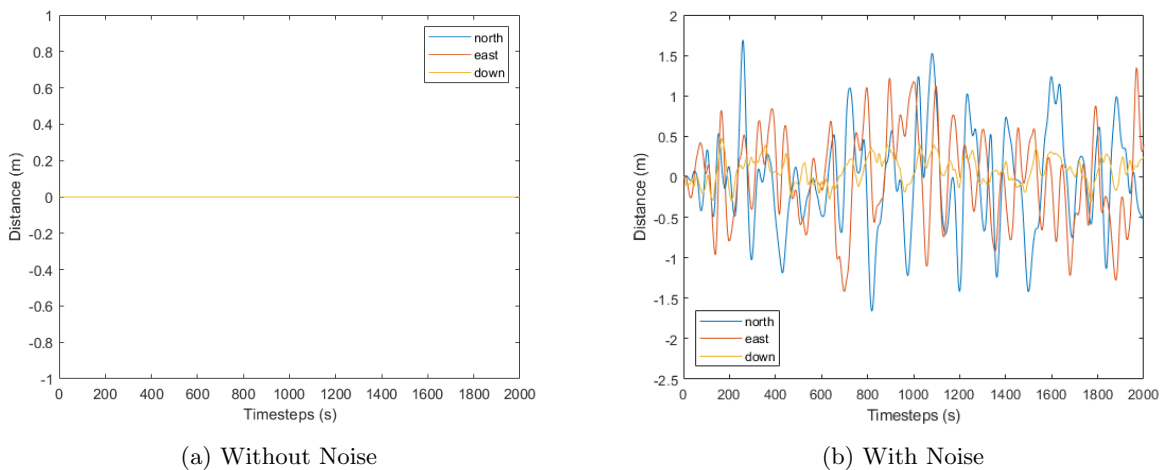 1
0.8
0.6
0.4
0.2
0
-0.2
-0.4
-0.6
-0.8
-1
0 200 400 600 800 1000 1200 1400 1600 1800 2000
Distance (m)
Timesteps (s)
north
east
down
(a) Without Noise
2
1.5
1
0.5
0
-0.5
-1
-1.5
-2
-2.5
0 200 400 600 800 1000 1200 1400 1600 1800 2000
Distance (m)
Timesteps (s)
north
east
down
(b) With Noise